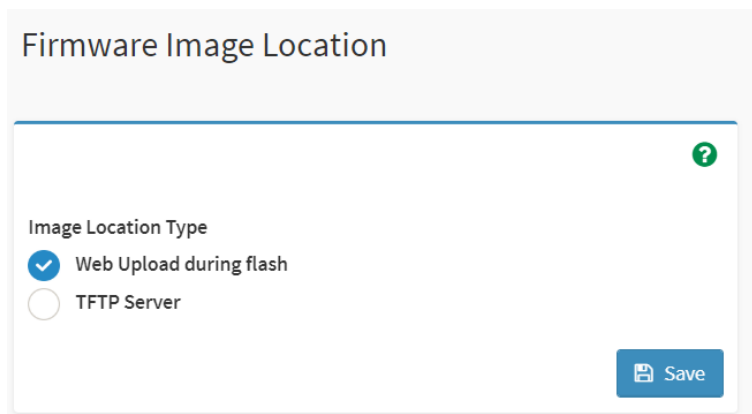 Firmware Image Location
?
Image Location Type
Web Upload during flash
TFTP Server
Save